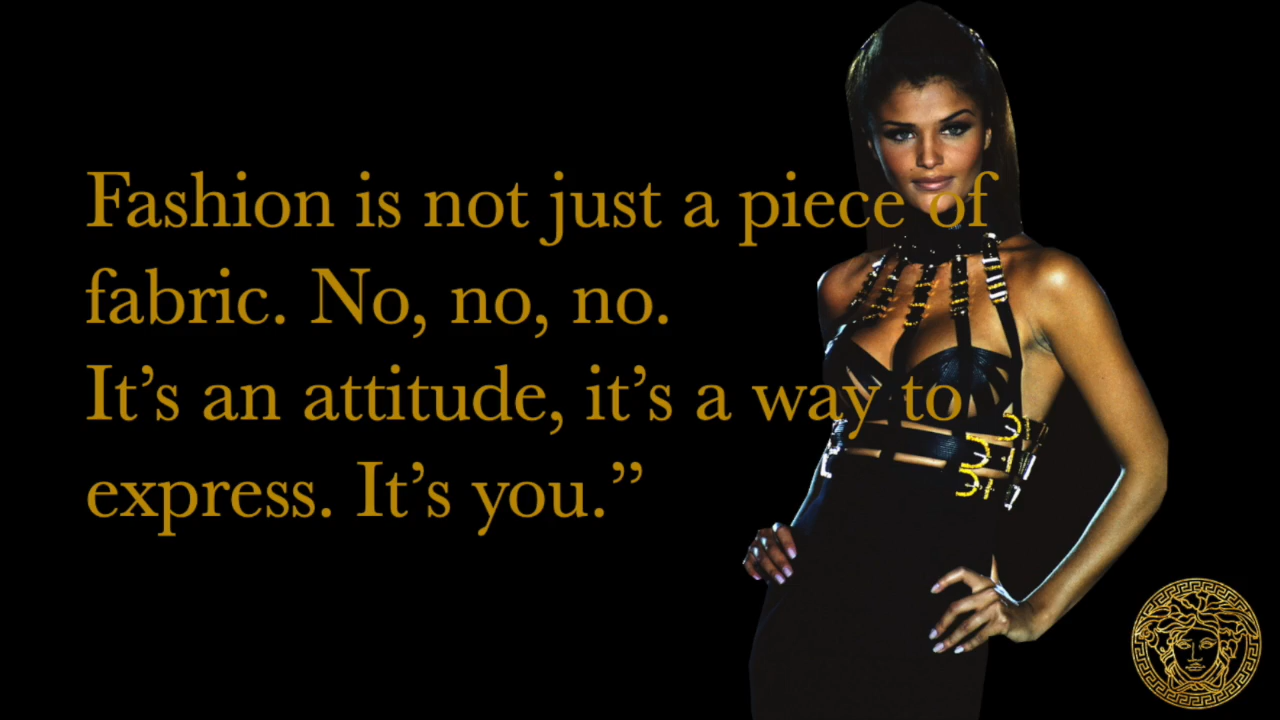 Fashion is not just a piece of
fabric. No, no, no.
It’s an attitude, it’s a way to
express. It’s you.”